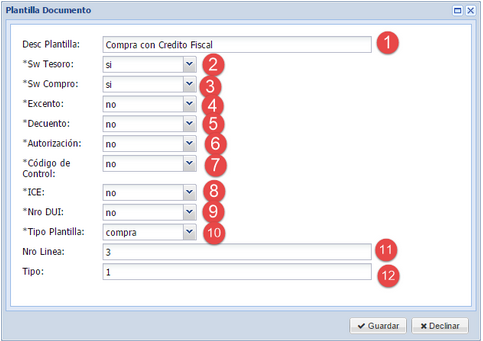 Plantilla Documento
Desc Plantilla: Compra con Credito Fiscal 1
*Sw Tesoro: si 2
*Sw Compro: si 3
*Excento: no 4
*Decuento: no 5
*Autorización: no 6
*Código de Control: no 7
*ICE: no 8
*Nro DUI: no 9
*Tipo Plantilla: compra 10
Nro Linea: 3 11
Tipo: 1 12
Guardar Declinar